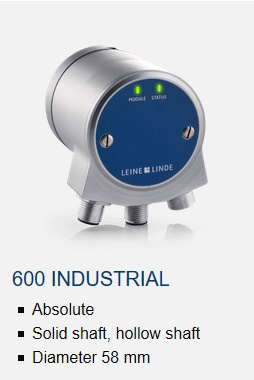 MODULE STATUS
LEINE LINDE
600 INDUSTRIAL
Absolute
Solid shaft, hollow shaft
Diameter 58 mm